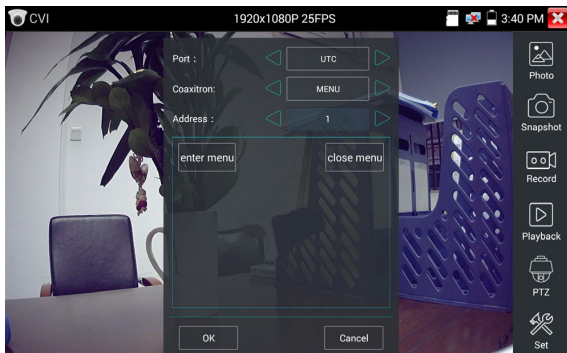 CVI 1920x1080P 25FPS 3:40 PM
Port : UTC
Coaxitron: MENU
Address : 1
enter menu close menu
OK Cancel
Photo
Snapshot
Record
Playback
PTZ
Set